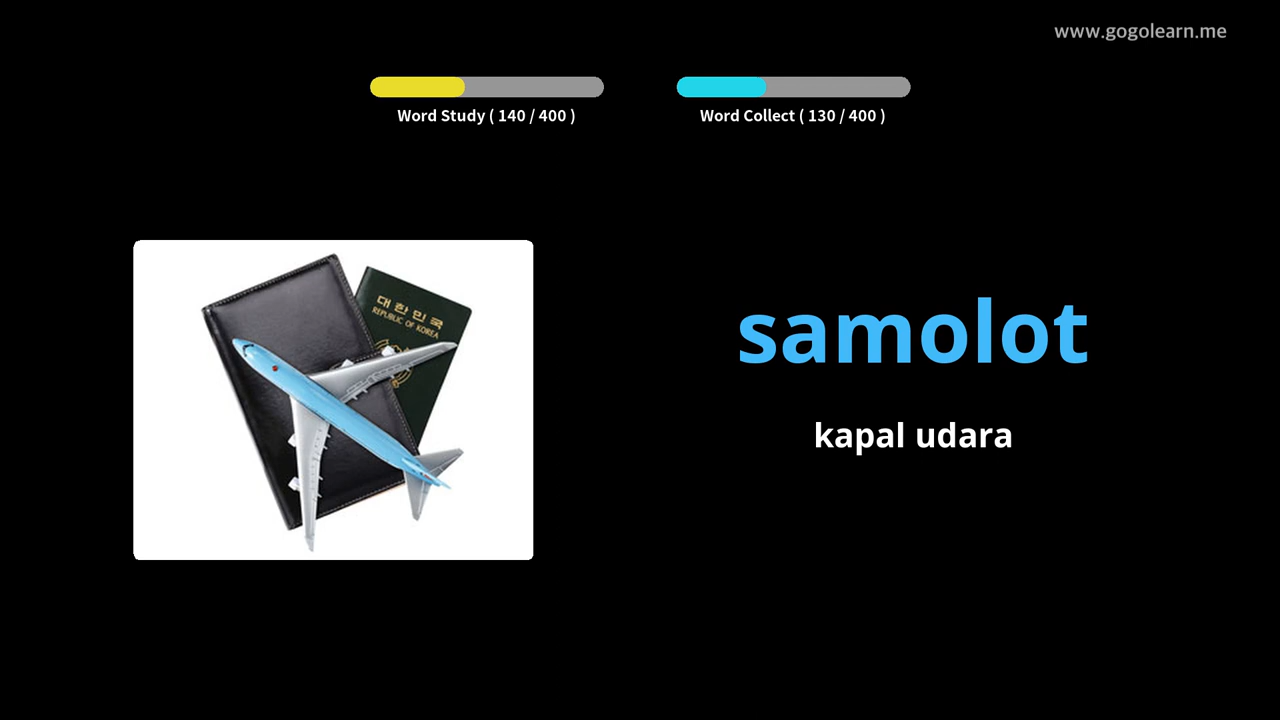 www.gogolearn.me
Word Study ( 140 / 400 )
Word Collect ( 130 / 400 )
대한민국
REPUBLIC OF KOREA
samolot
kapal udara